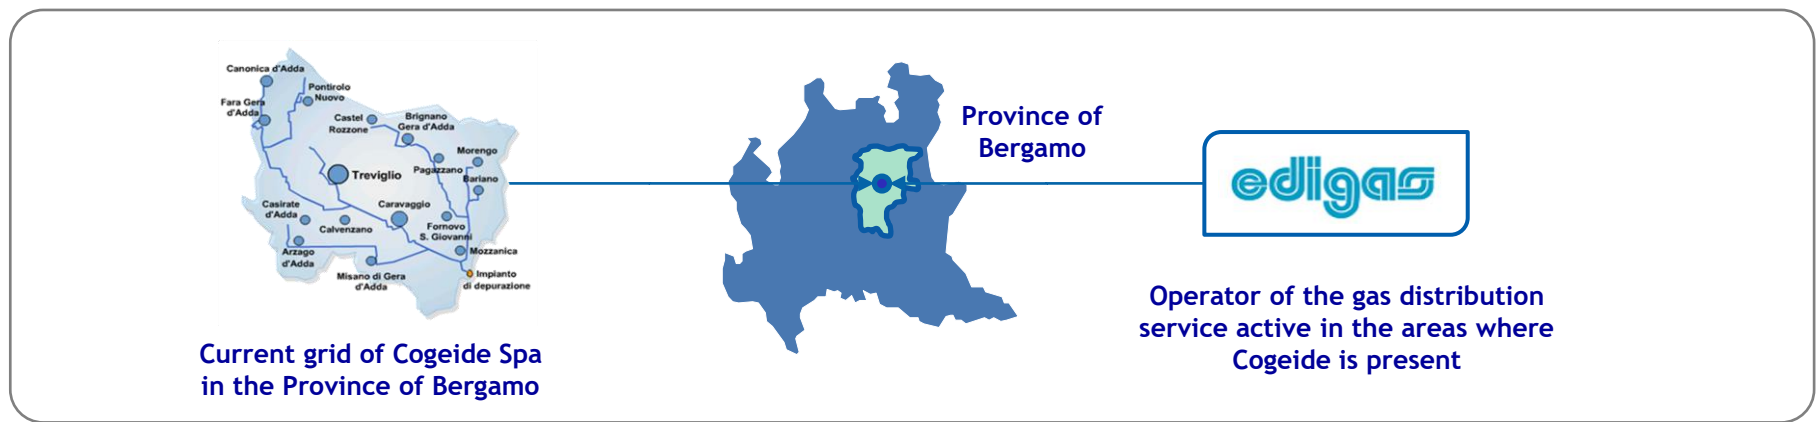 Canonica d'Adda
Pontirolo
Nuovo
Fara Gera
d'Adda
Castel
Rozzone
Brignano
Gera d'Adda
Morengo
Pagazzano
Bariano
Treviglio
Casirate
d'Adda
Calvenzano
Caravaggio
Fornovo
S. Giovanni
Mozzanica
Arzago
d'Adda
Misano di Gera
d'Adda
Impianto
di depurazione
Current grid of Cogeide Spa
in the Province of Bergamo
Province of
Bergamo
edigas
Operator of the gas distribution
service active in the areas where
Cogeide is present